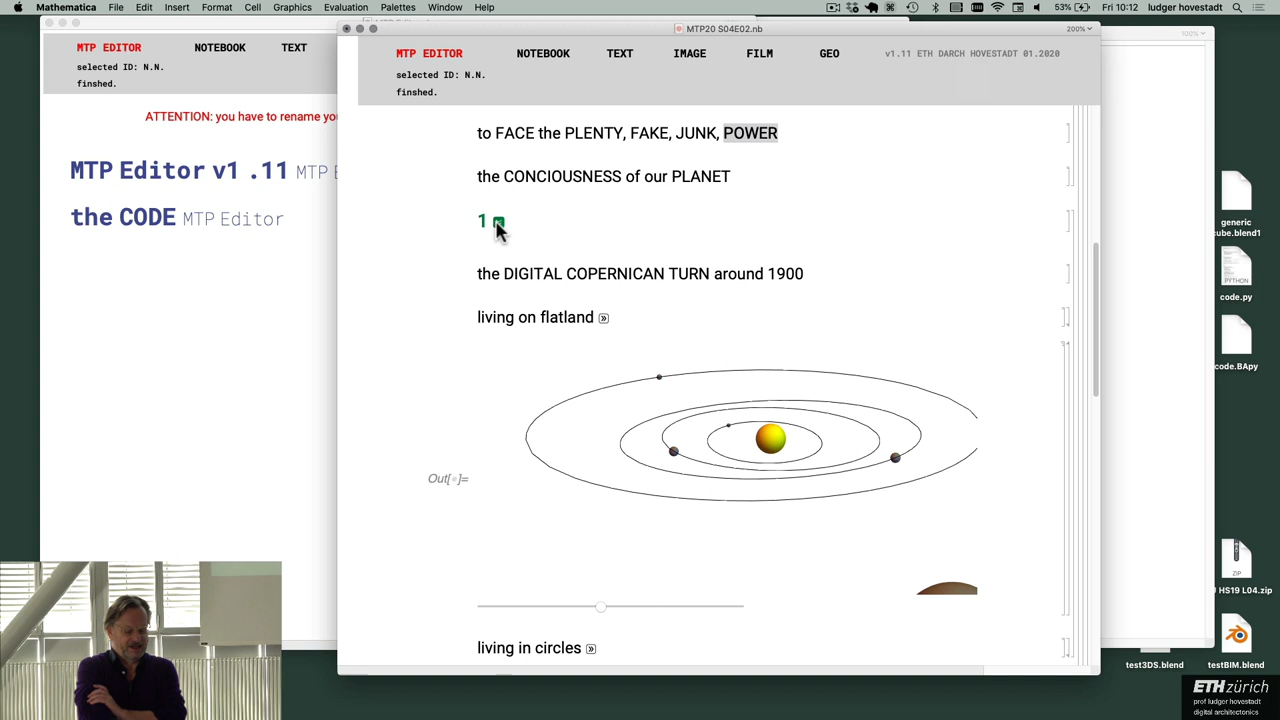 Mathematica File Edit Insert Format Cell Graphics Evaluation Palettes Window Help 53% Fri 10:12 ludger hovestadt
MTP20 S04E02.nb 200%
100%
MTP EDITOR NOTEBOOK TEXT
selected ID: N.N.
finshed.
ATTENTION: you have to rename you
MTP Editor v1 .11 MTP E
the CODE MTP Editor
MTP EDITOR NOTEBOOK TEXT IMAGE FILM GEO v1.11 ETH DARCH HOVESTADT 01.2020
selected ID: N.N.
finshed.
to FACE the PLENTY, FAKE, JUNK, POWER
the CONCIOUSNESS of our PLANET
1
the DIGITAL COPERNICAN TURN around 1900
living on flatland »
Out[∘]=
living in circles »
generic
cube.blend1
PYTHON
code.py
code.BApy
ZIP
HS19 L04.zip
test3DS.blend
testBIM.blend
ETH zürich
prof ludger hovestadt
digital architectonics